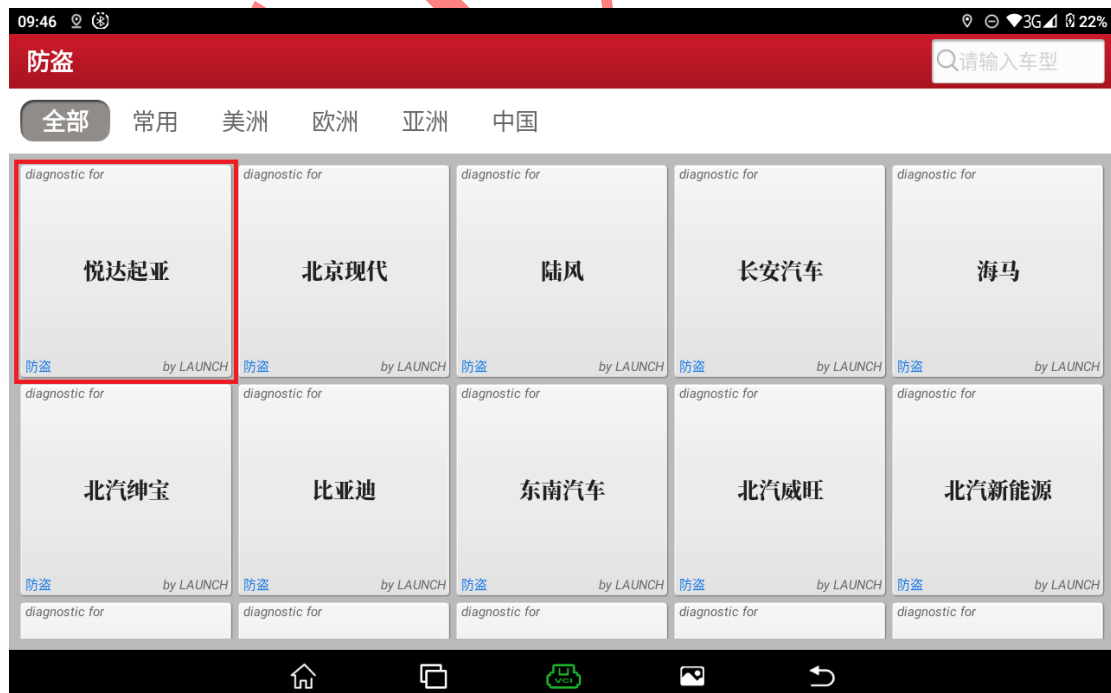 09:46 3G 22%
防盗 请输入车型
全部 常用 美洲 欧洲 亚洲 中国
diagnostic for diagnostic for diagnostic for diagnostic for diagnostic for
悦达起亚 北京现代 陆风 长安汽车 海马
防盗 by LAUNCH 防盗 by LAUNCH 防盗 by LAUNCH 防盗 by LAUNCH 防盗 by LAUNCH
diagnostic for diagnostic for diagnostic for diagnostic for diagnostic for
北汽绅宝 比亚迪 东南汽车 北汽威旺 北汽新能源
防盗 by LAUNCH 防盗 by LAUNCH 防盗 by LAUNCH 防盗 by LAUNCH 防盗 by LAUNCH
diagnostic for diagnostic for diagnostic for diagnostic for diagnostic for
VCI